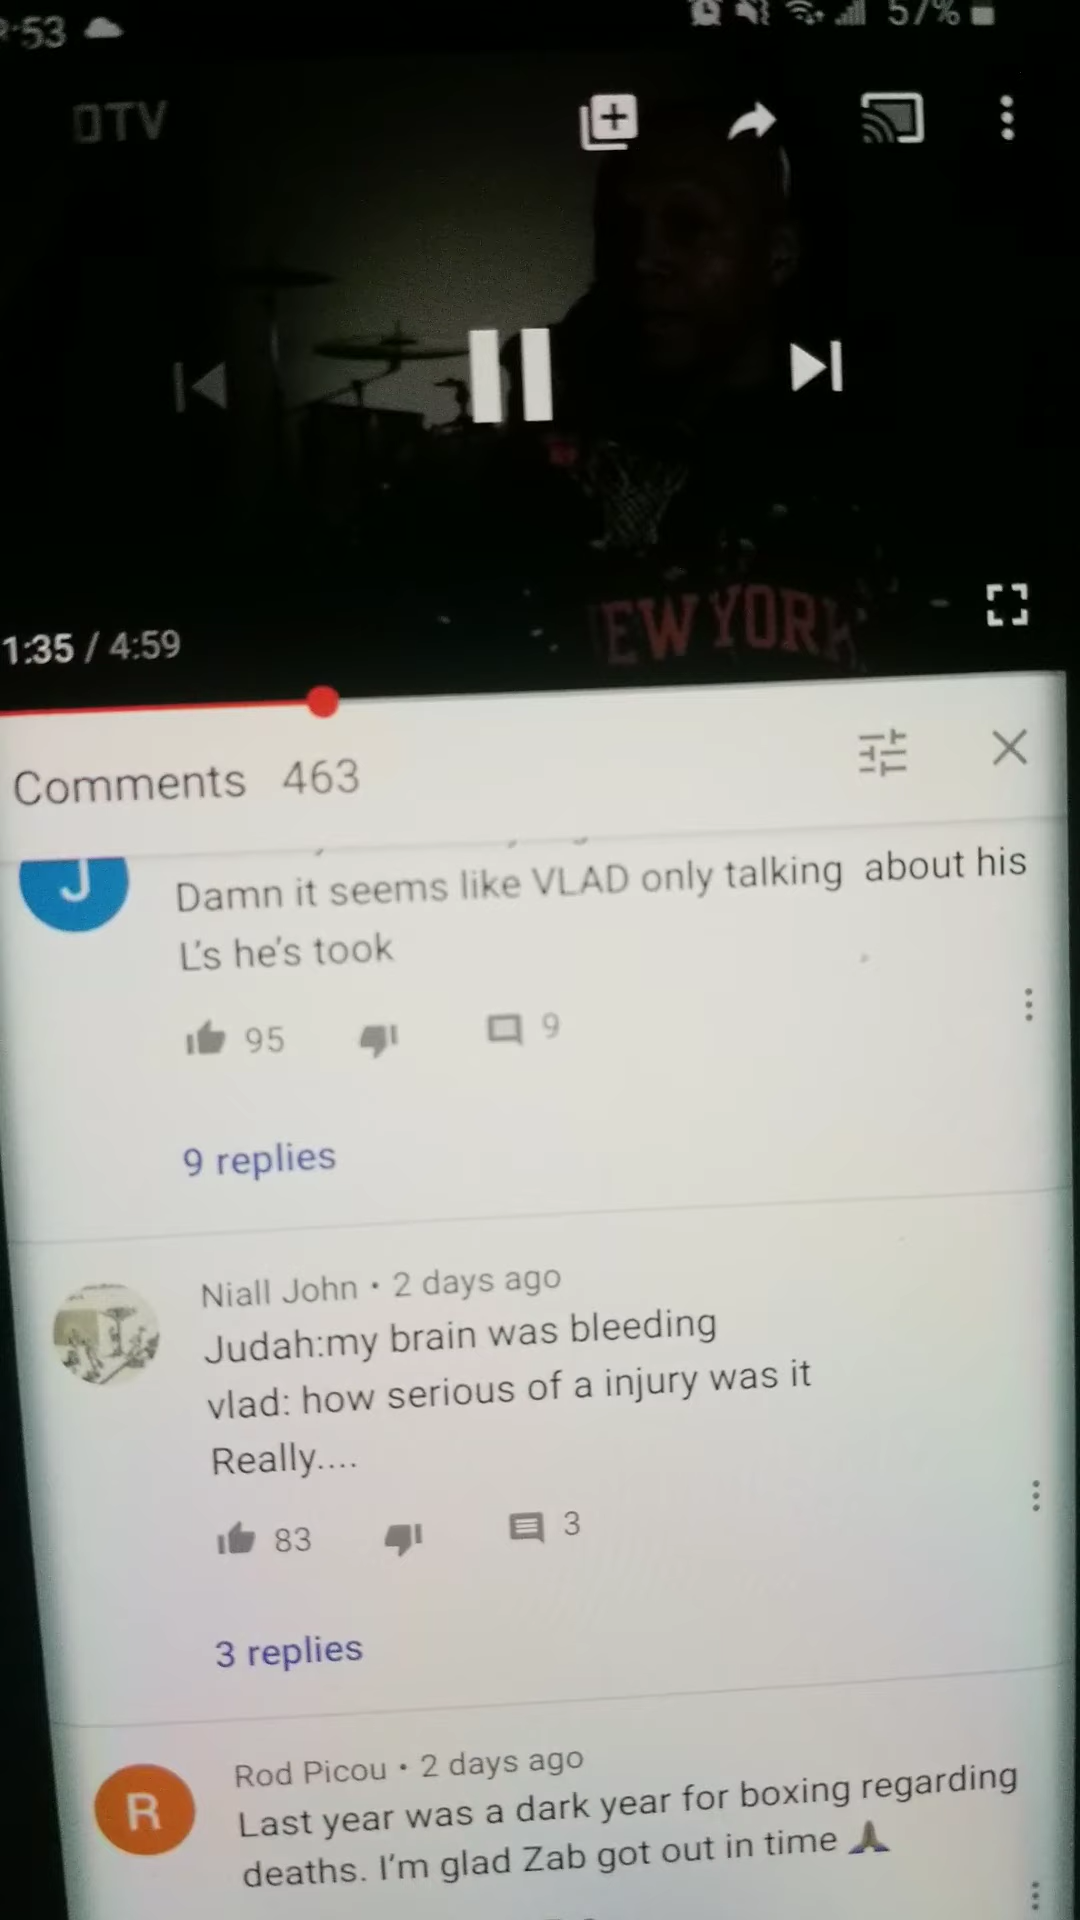 :53
57%
DTV
EW YORK
1:35 / 4:59
Comments 463
J
Damn it seems like VLAD only talking about his
L's he's took
95
9
9 replies
Niall John • 2 days ago
Judah:my brain was bleeding
vlad: how serious of a injury was it
Really....
83
3
3 replies
R
Rod Picou • 2 days ago
Last year was a dark year for boxing regarding
deaths. I'm glad Zab got out in time 🙏